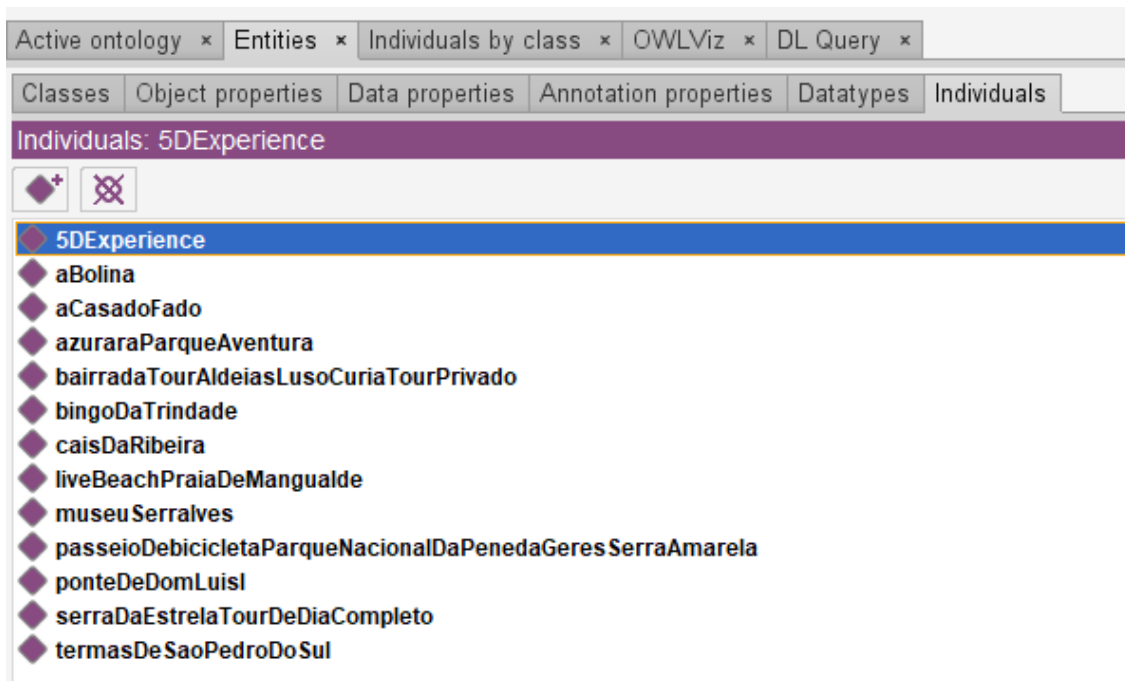 Active ontology × Entities × Individuals by class × OWLViz × DL Query ×
Classes Object properties Data properties Annotation properties Datatypes Individuals
Individuals: 5DExperience
5DExperience
aBolina
aCasadoFado
azuraraParqueAventura
bairradaTourAldeiasLusoCuriaTourPrivado
bingoDaTrindade
caisDaRibeira
liveBeachPraiaDeMangualde
museuSerralves
passeioDebicicletaParqueNacionalDaPenedaGeresSerraAmarela
ponteDeDomLuisI
serraDaEstrelaTourDeDiaCompleto
termasDeSaoPedroDoSul